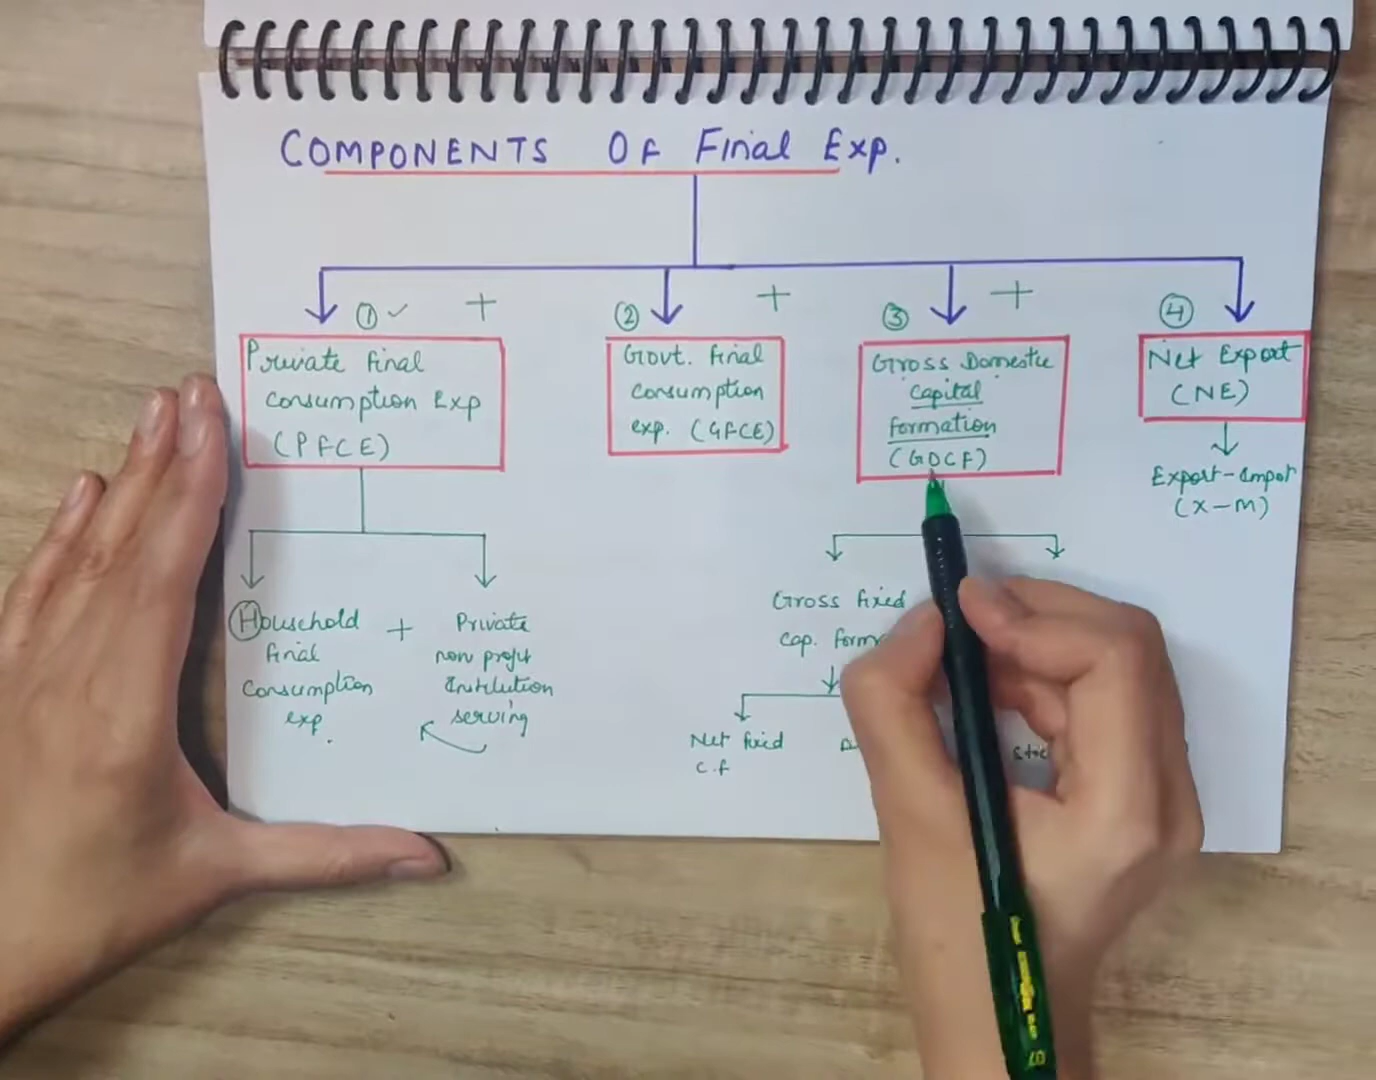 COMPONENTS OF Final Exp.
① ✓ +
② +
③ +
④
Private final
consumption Exp
(PFCE)
Govt. final
consumption
exp. (GFCE)
Gross Domestic
Capital
formation
(GDCF)
Net Export
(NE)
Export-Import
(X-M)
Household
final
consumption
exp.
+
Private
non profit
institution
serving
Gross fixed
cap. form
Net fixed
c.f